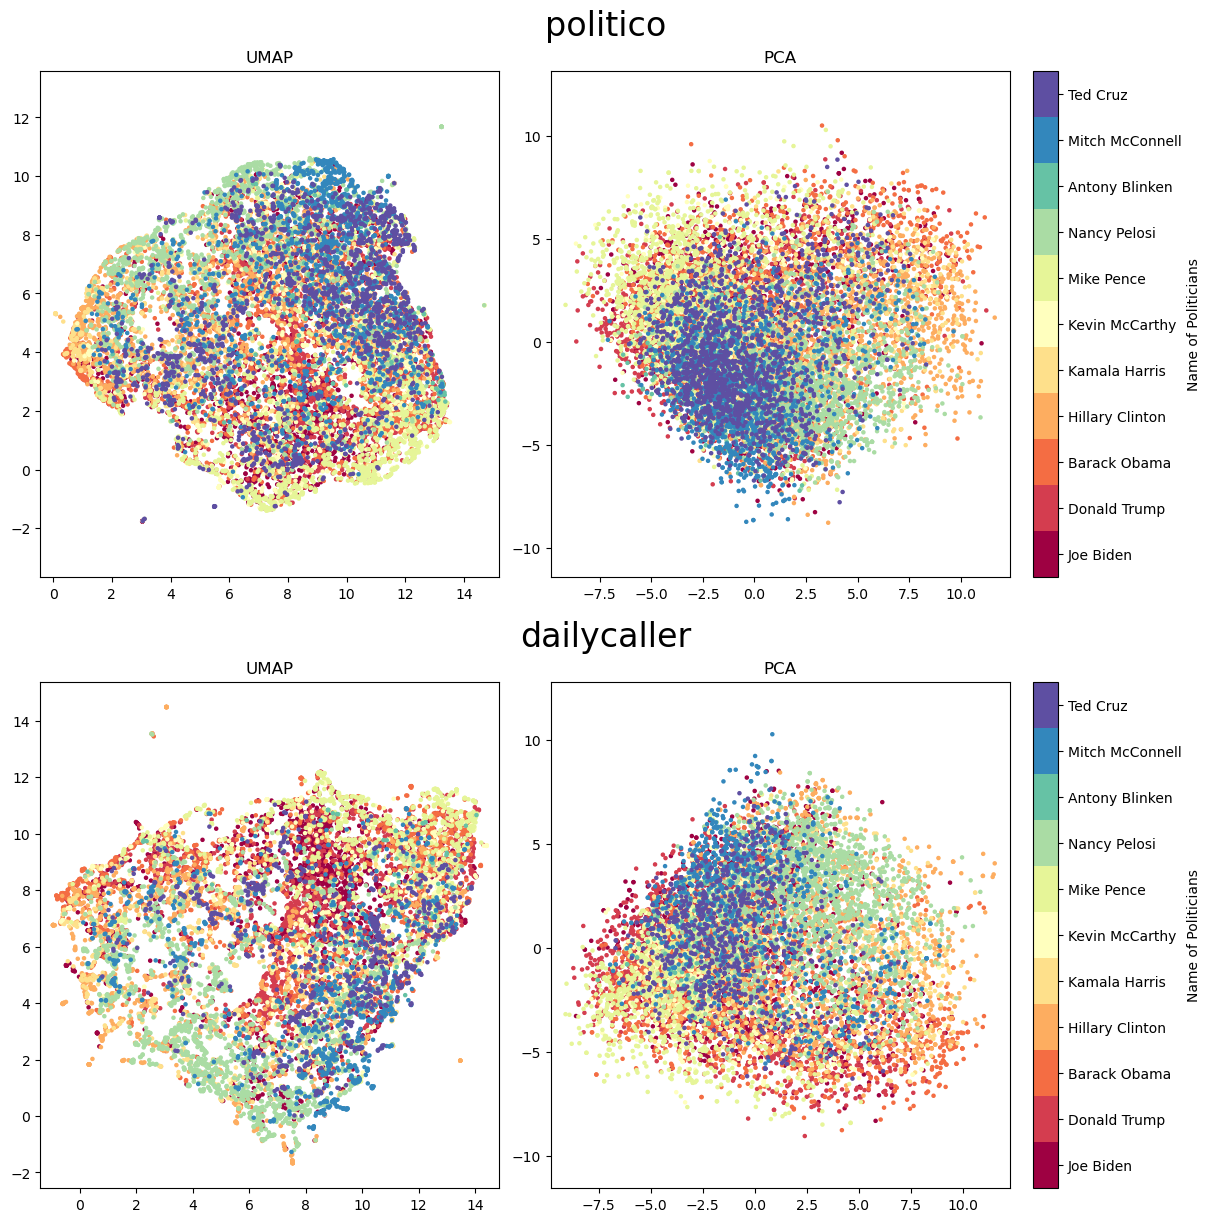 politico
UMAP
PCA
12
10
8
6
4
2
0
−2
0 2 4 6 8 10 12 14
10
5
0
−5
−10
−7.5 −5.0 −2.5 0.0 2.5 5.0 7.5 10.0
Ted Cruz
Mitch McConnell
Antony Blinken
Nancy Pelosi
Mike Pence
Kevin McCarthy
Kamala Harris
Hillary Clinton
Barack Obama
Donald Trump
Joe Biden
Name of Politicians
dailycaller
UMAP
PCA
14
12
10
8
6
4
2
0
−2
0 2 4 6 8 10 12 14
10
5
0
−5
−10
−7.5 −5.0 −2.5 0.0 2.5 5.0 7.5 10.0
Ted Cruz
Mitch McConnell
Antony Blinken
Nancy Pelosi
Mike Pence
Kevin McCarthy
Kamala Harris
Hillary Clinton
Barack Obama
Donald Trump
Joe Biden
Name of Politicians